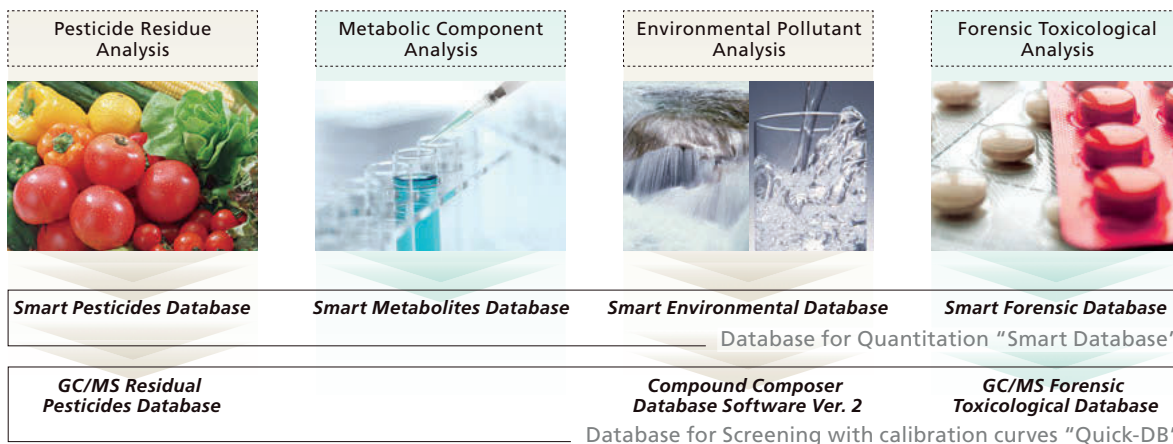 Pesticide Residue
Analysis
Metabolic Component
Analysis
Environmental Pollutant
Analysis
Forensic Toxicological
Analysis
Smart Pesticides Database
Smart Metabolites Database
Smart Environmental Database
Smart Forensic Database
Database for Quantitation “Smart Database”
GC/MS Residual
Pesticides Database
Compound Composer
Database Software Ver. 2
GC/MS Forensic
Toxicological Database
Database for Screening with calibration curves “Quick-DB”